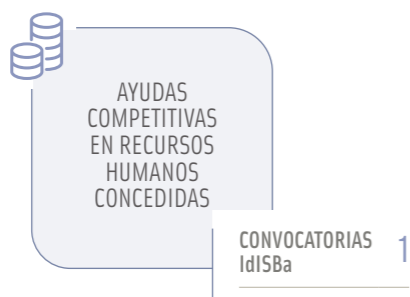 AYUDAS
COMPETITIVAS
EN RECURSOS
HUMANOS
CONCEDIDAS
CONVOCATORIAS 1
IdISBa